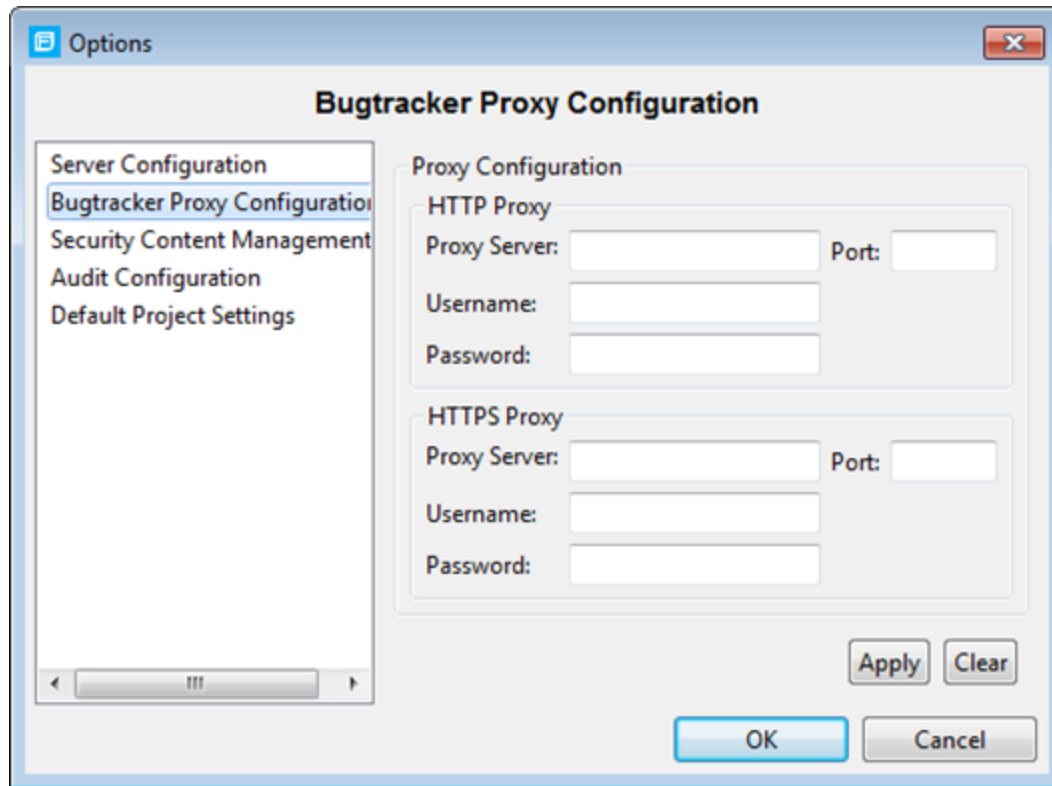 Options
Bugtracker Proxy Configuration
Server Configuration
Bugtracker Proxy Configuration
Security Content Management
Audit Configuration
Default Project Settings
Proxy Configuration
HTTP Proxy
Proxy Server: Port:
Username:
Password:
HTTPS Proxy
Proxy Server: Port:
Username:
Password:
Apply Clear
OK Cancel